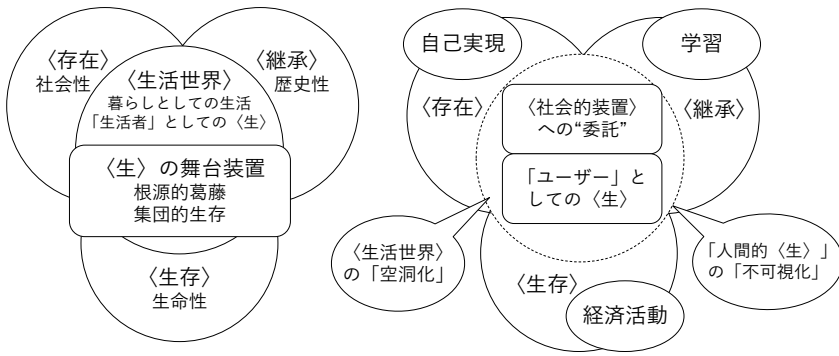 〈存在〉
社会性
〈継承〉
歴史性
〈生活世界〉
暮らしとしての生活
「生活者」としての〈生〉
〈生〉の舞台装置
根源的葛藤
集団的生存
〈生存〉
生命性
自己実現
学習
〈存在〉
〈継承〉
〈社会的装置〉
への“委託”
「ユーザー」と
しての〈生〉
〈生活世界〉
の「空洞化」
「人間的〈生〉」
の「不可視化」
〈生存〉
経済活動